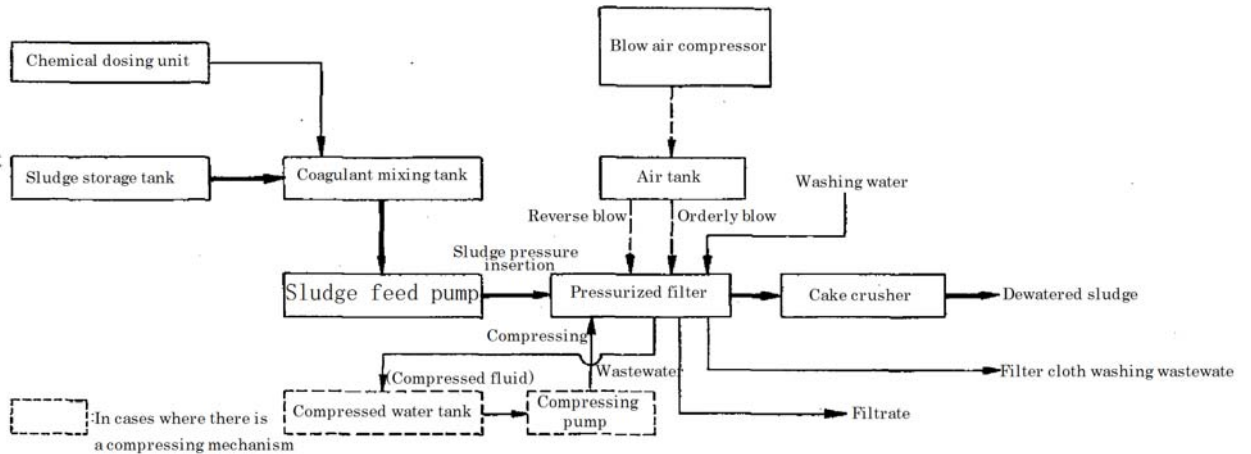 Blow air compressor
Chemical dosing unit
Sludge storage tank
Coagulant mixing tank
Air tank
Washing water
Reverse blow
Orderly blow
Sludge pressure
insertion
Sludge feed pump
Pressurized filter
Cake crusher
Dewatered sludge
Compressing
(Compressed fluid)
Wastewater
Filter cloth washing wastewate
Compressed water tank
Compressing
pump
Filtrate
:In cases where there is
a compressing mechanism